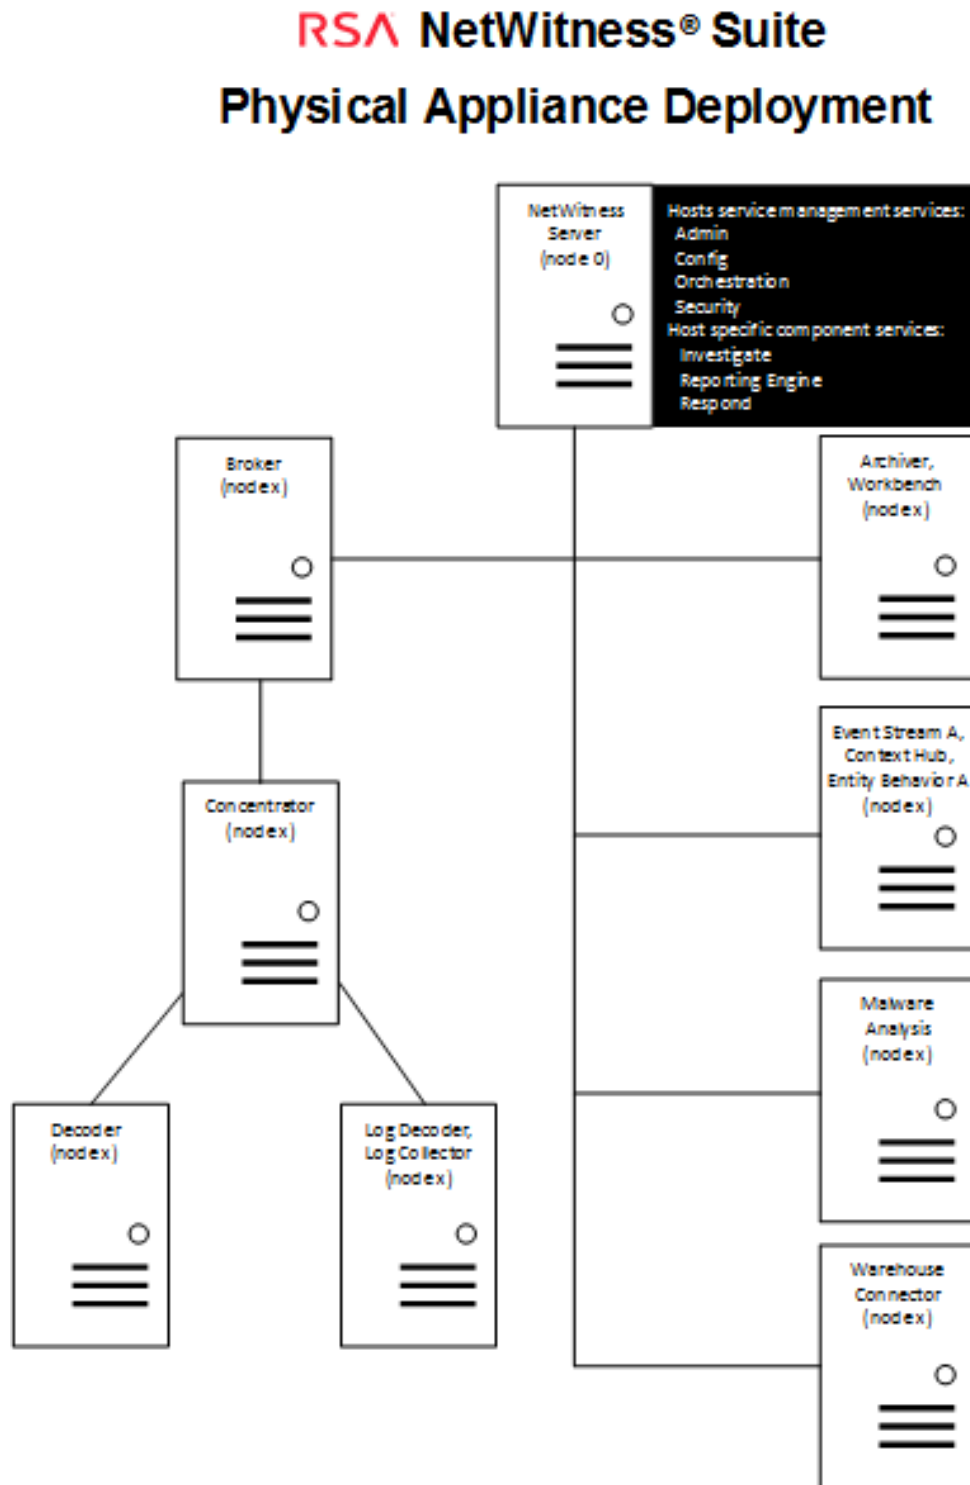 RSA NetWitness® Suite
Physical Appliance Deployment
NetWitness
Server
(node 0)
Hosts service management services:
Admin
Config
Orchestration
Security
Host specific component services:
Investigate
Reporting Engine
Respond
Broker
(node x)
Archiver,
Workbench
(node x)
Event Stream A,
Context Hub,
Entity Behavior A
(node x)
Concentrator
(node x)
Malware
Analysis
(node x)
Decoder
(node x)
Log Decoder,
Log Collector
(node x)
Warehouse
Connector
(node x)